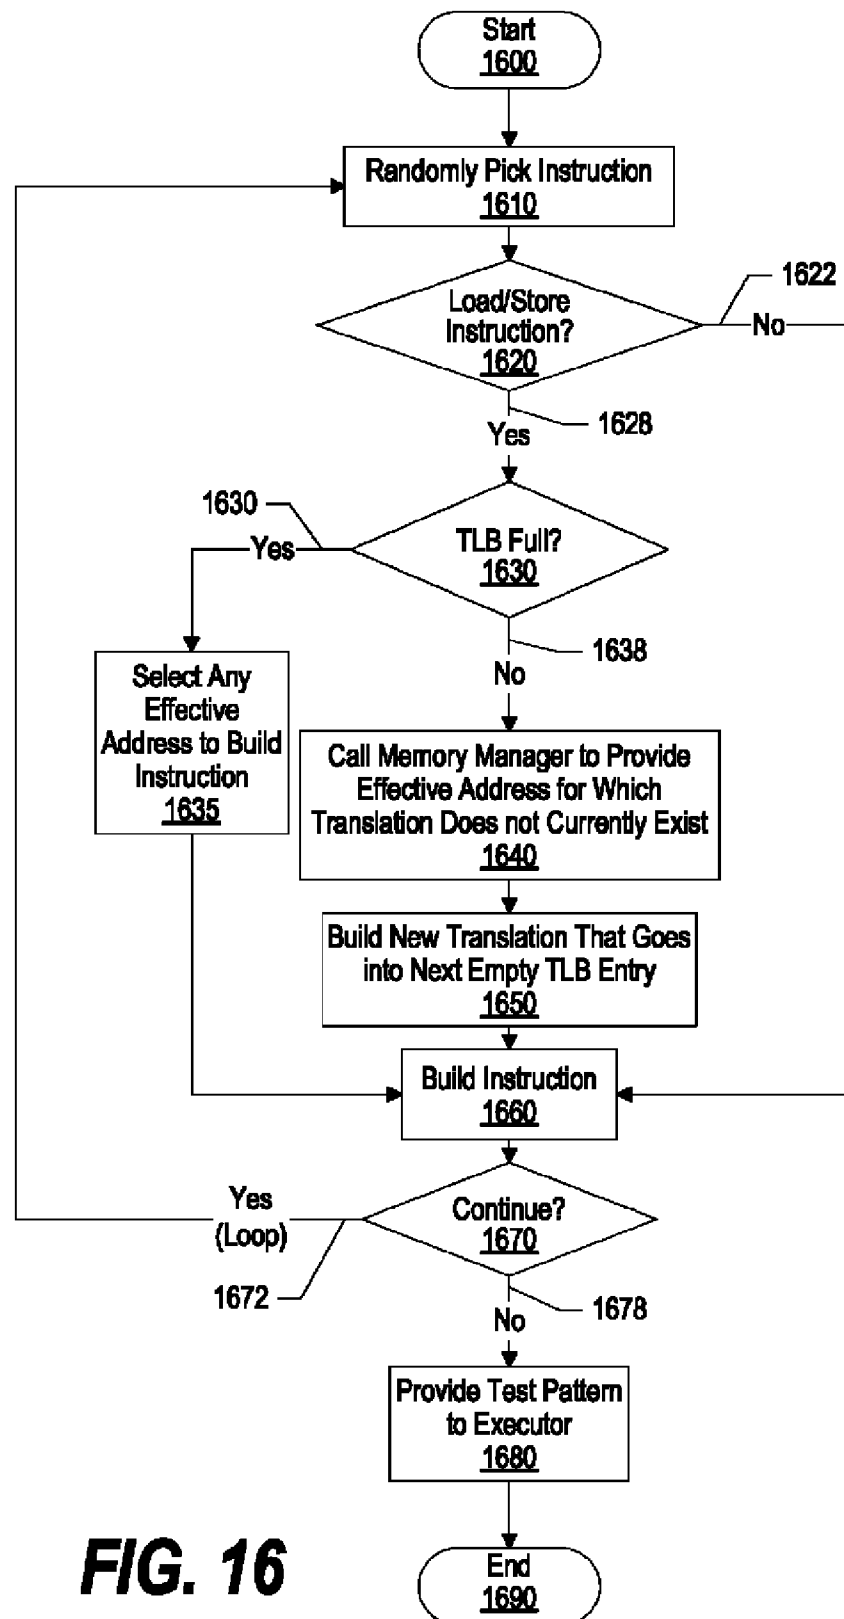 Start
1600
Randomly Pick Instruction
1610
Load/Store
Instruction?
1620
1622
No
1628
Yes
1630
Yes
TLB Full?
1630
1638
No
Select Any
Effective
Address to Build
Instruction
1635
Call Memory Manager to Provide
Effective Address for Which
Translation Does not Currently Exist
1640
Build New Translation That Goes
into Next Empty TLB Entry
1650
Build Instruction
1660
Yes
(Loop)
Continue?
1670
1672
1678
No
Provide Test Pattern
to Executor
1680
End
1690
FIG. 16